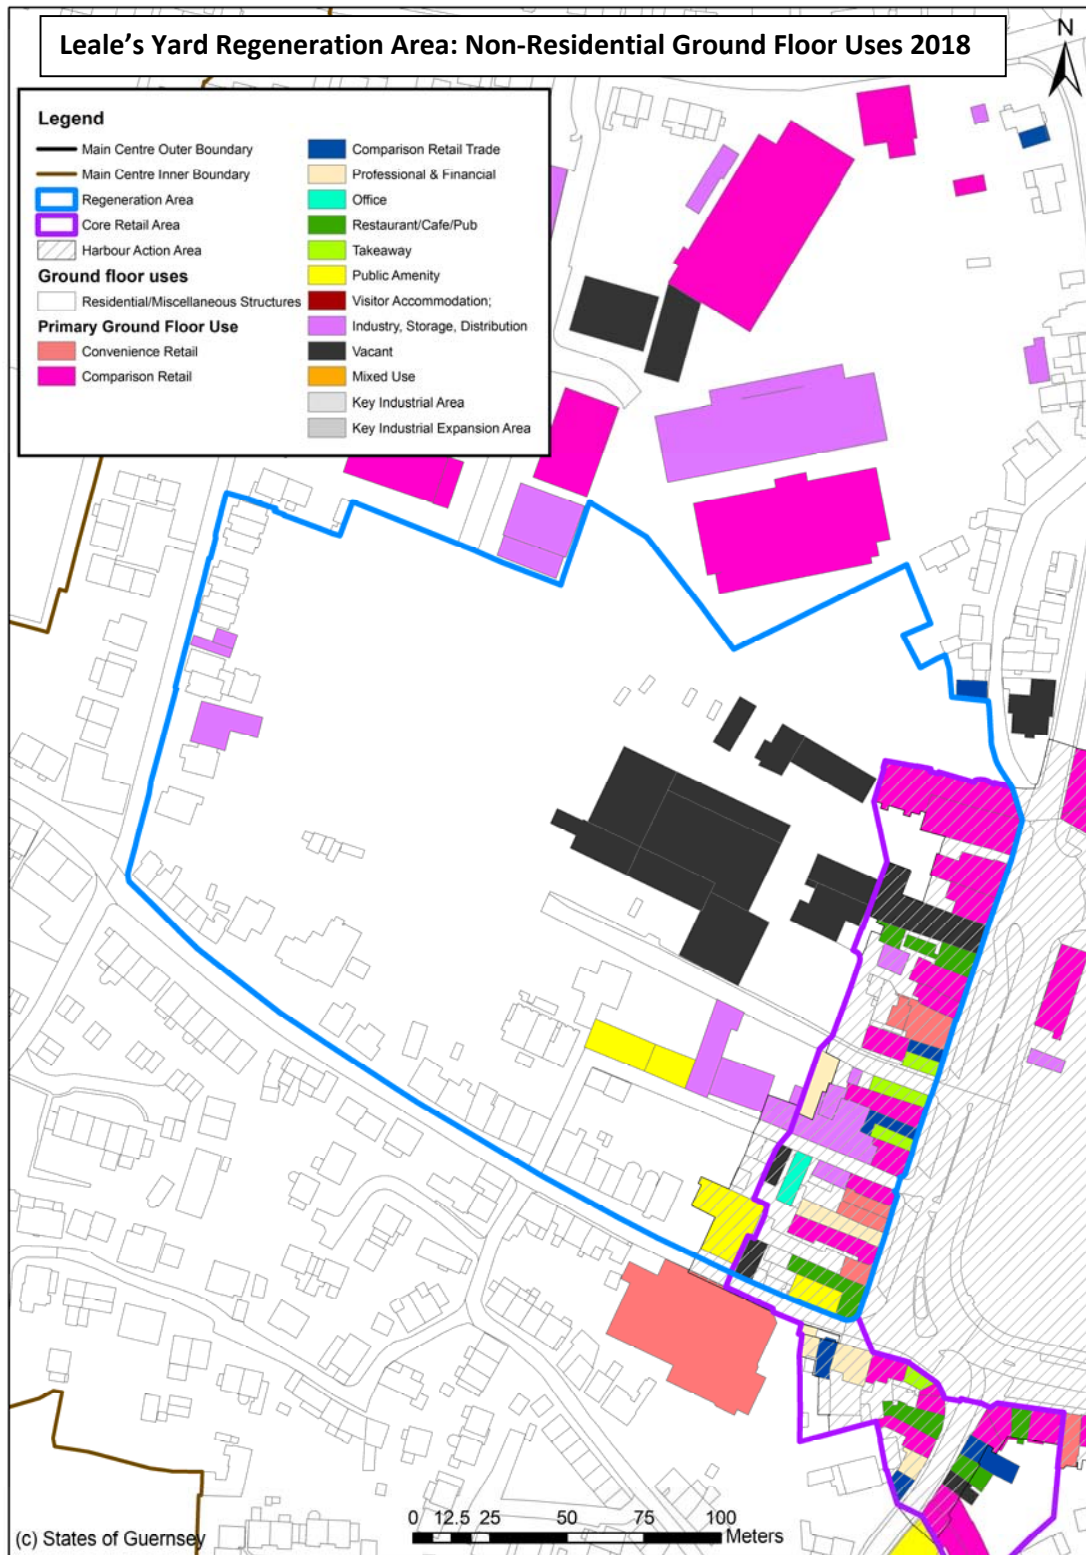 Leale's Yard Regeneration Area: Non-Residential Ground Floor Uses 2018
N
Legend
Main Centre Outer Boundary
Main Centre Inner Boundary
Regeneration Area
Core Retail Area
Harbour Action Area
Ground floor uses
Residential/Miscellaneous Structures
Primary Ground Floor Use
Convenience Retail
Comparison Retail
Comparison Retail Trade
Professional & Financial
Office
Restaurant/Cafe/Pub
Takeaway
Public Amenity
Visitor Accommodation;
Industry, Storage, Distribution
Vacant
Mixed Use
Key Industrial Area
Key Industrial Expansion Area
0 12.5 25 50 75 100
Meters
(c) States of Guernsey